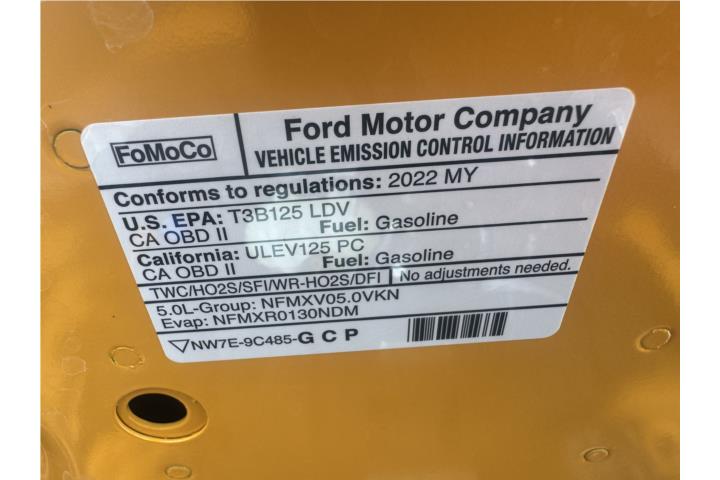 FoMoCo
Ford Motor Company
VEHICLE EMISSION CONTROL INFORMATION
Conforms to regulations: 2022 MY
U.S. EPA: T3B125 LDV
CA OBD II Fuel: Gasoline
California: ULEV125 PC
CA OBD II Fuel: Gasoline
TWC/HO2S/SFI/WR-HO2S/DFI No adjustments needed.
5.0L-Group: NFMXV05.0VKN
Evap: NFMXR0130NDM
NW7E-9C485-G C P